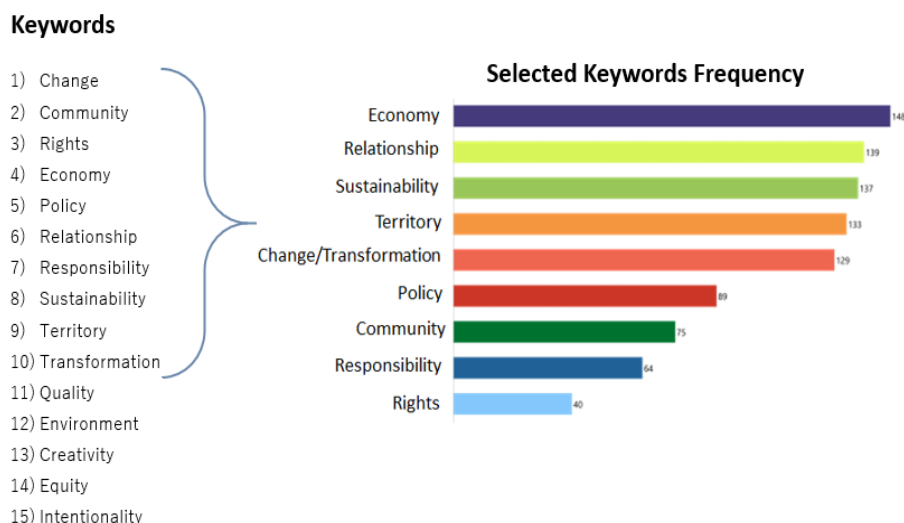 Keywords
1) Change
2) Community
3) Rights
4) Economy
5) Policy
6) Relationship
7) Responsibility
8) Sustainability
9) Territory
10) Transformation
11) Quality
12) Environment
13) Creativity
14) Equity
15) Intentionality
Selected Keywords Frequency
Economy 148
Relationship 139
Sustainability 137
Territory 133
Change/Transformation 129
Policy 89
Community 75
Responsibility 64
Rights 40